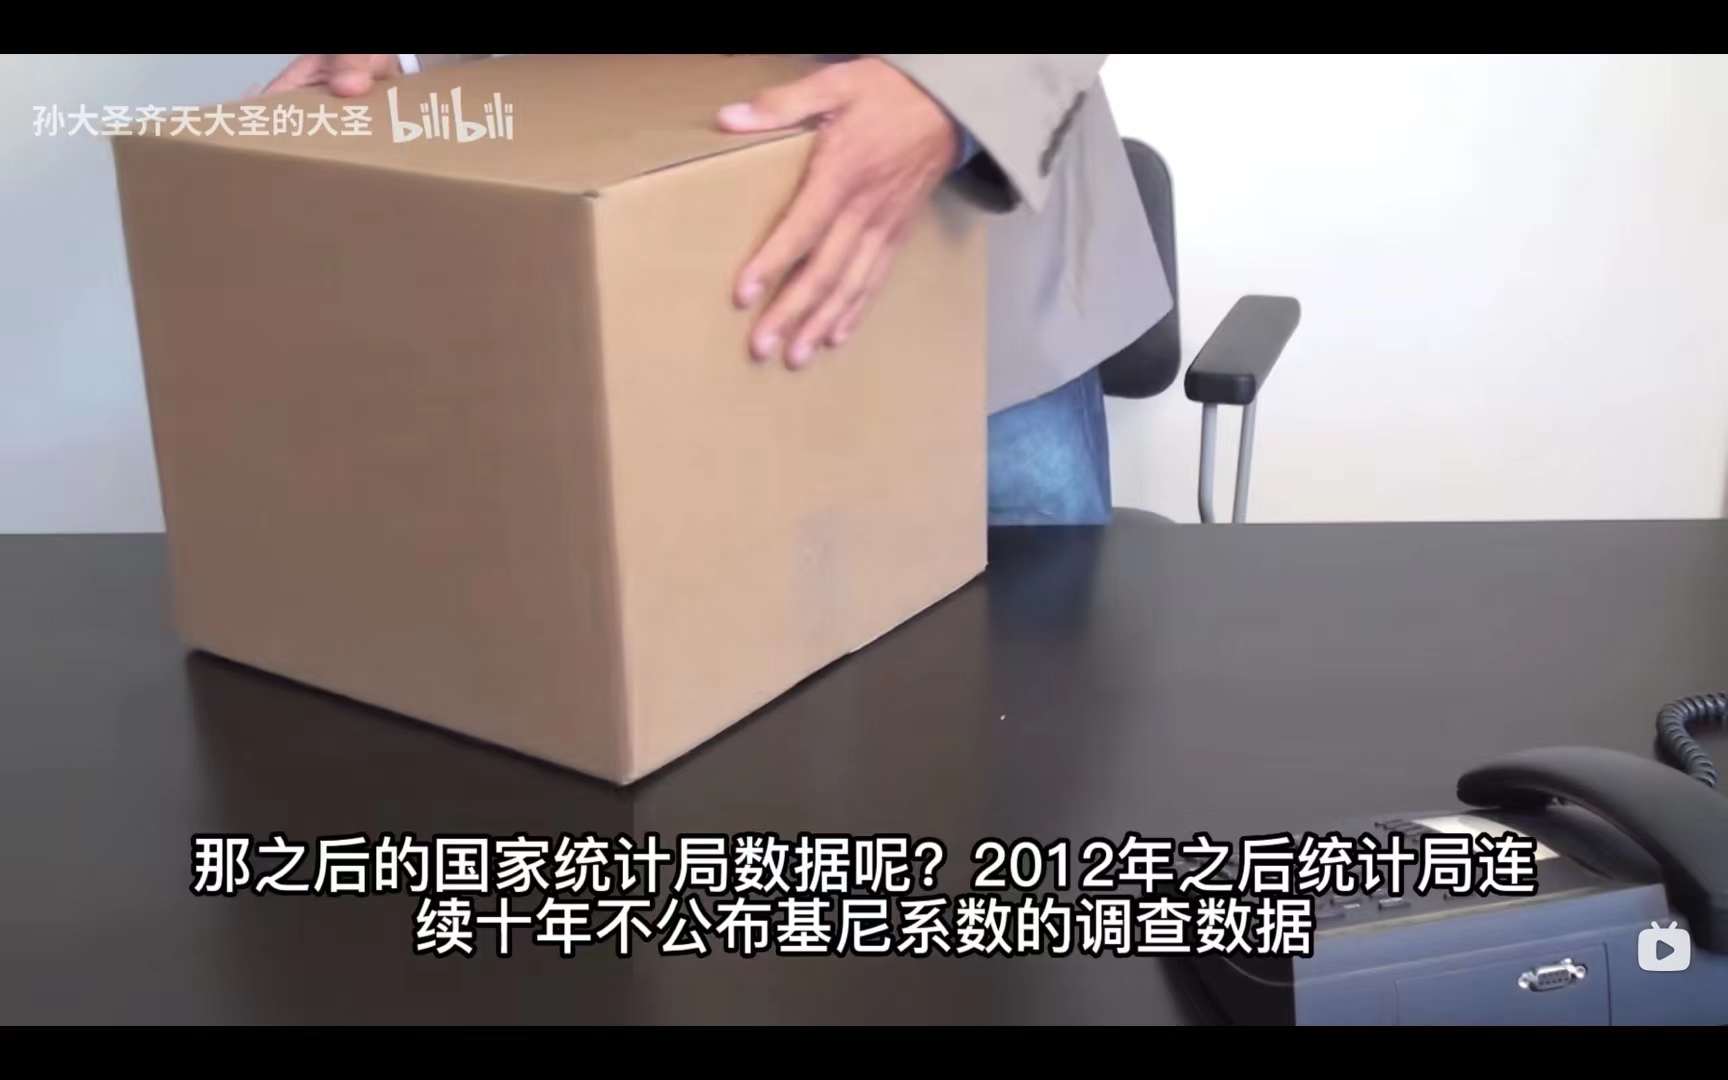 孙大圣齐天大圣的大圣 bilibili
那之后的国家统计局数据呢？2012年之后统计局连
续十年不公布基尼系数的调查数据